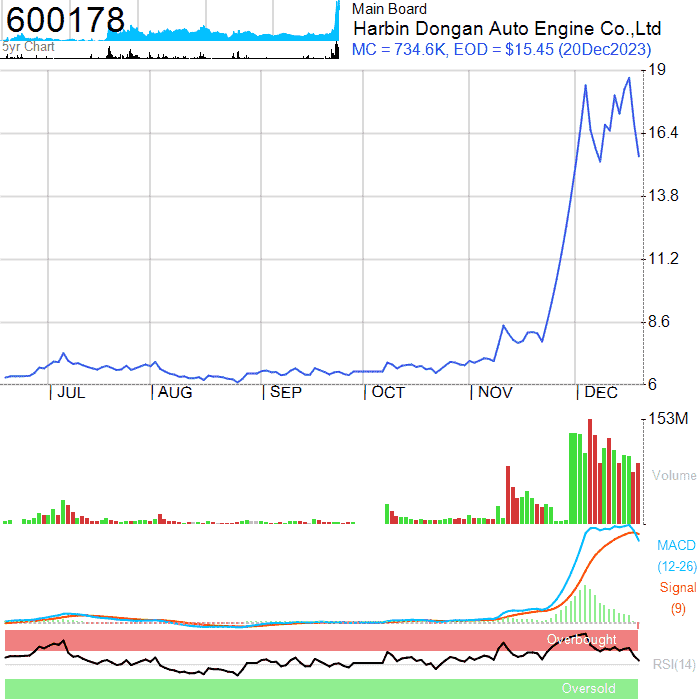 600178
5yr Chart
Main Board
Harbin Dongan Auto Engine Co.,Ltd
MC = 734.6K, EOD = $15.45 (20Dec2023)
19
16.4
13.8
11.2
8.6
6
JUL AUG SEP OCT NOV DEC
153M
Volume
MACD
(12-26)
Signal
(9)
Overbought
RSI(14)
Oversold